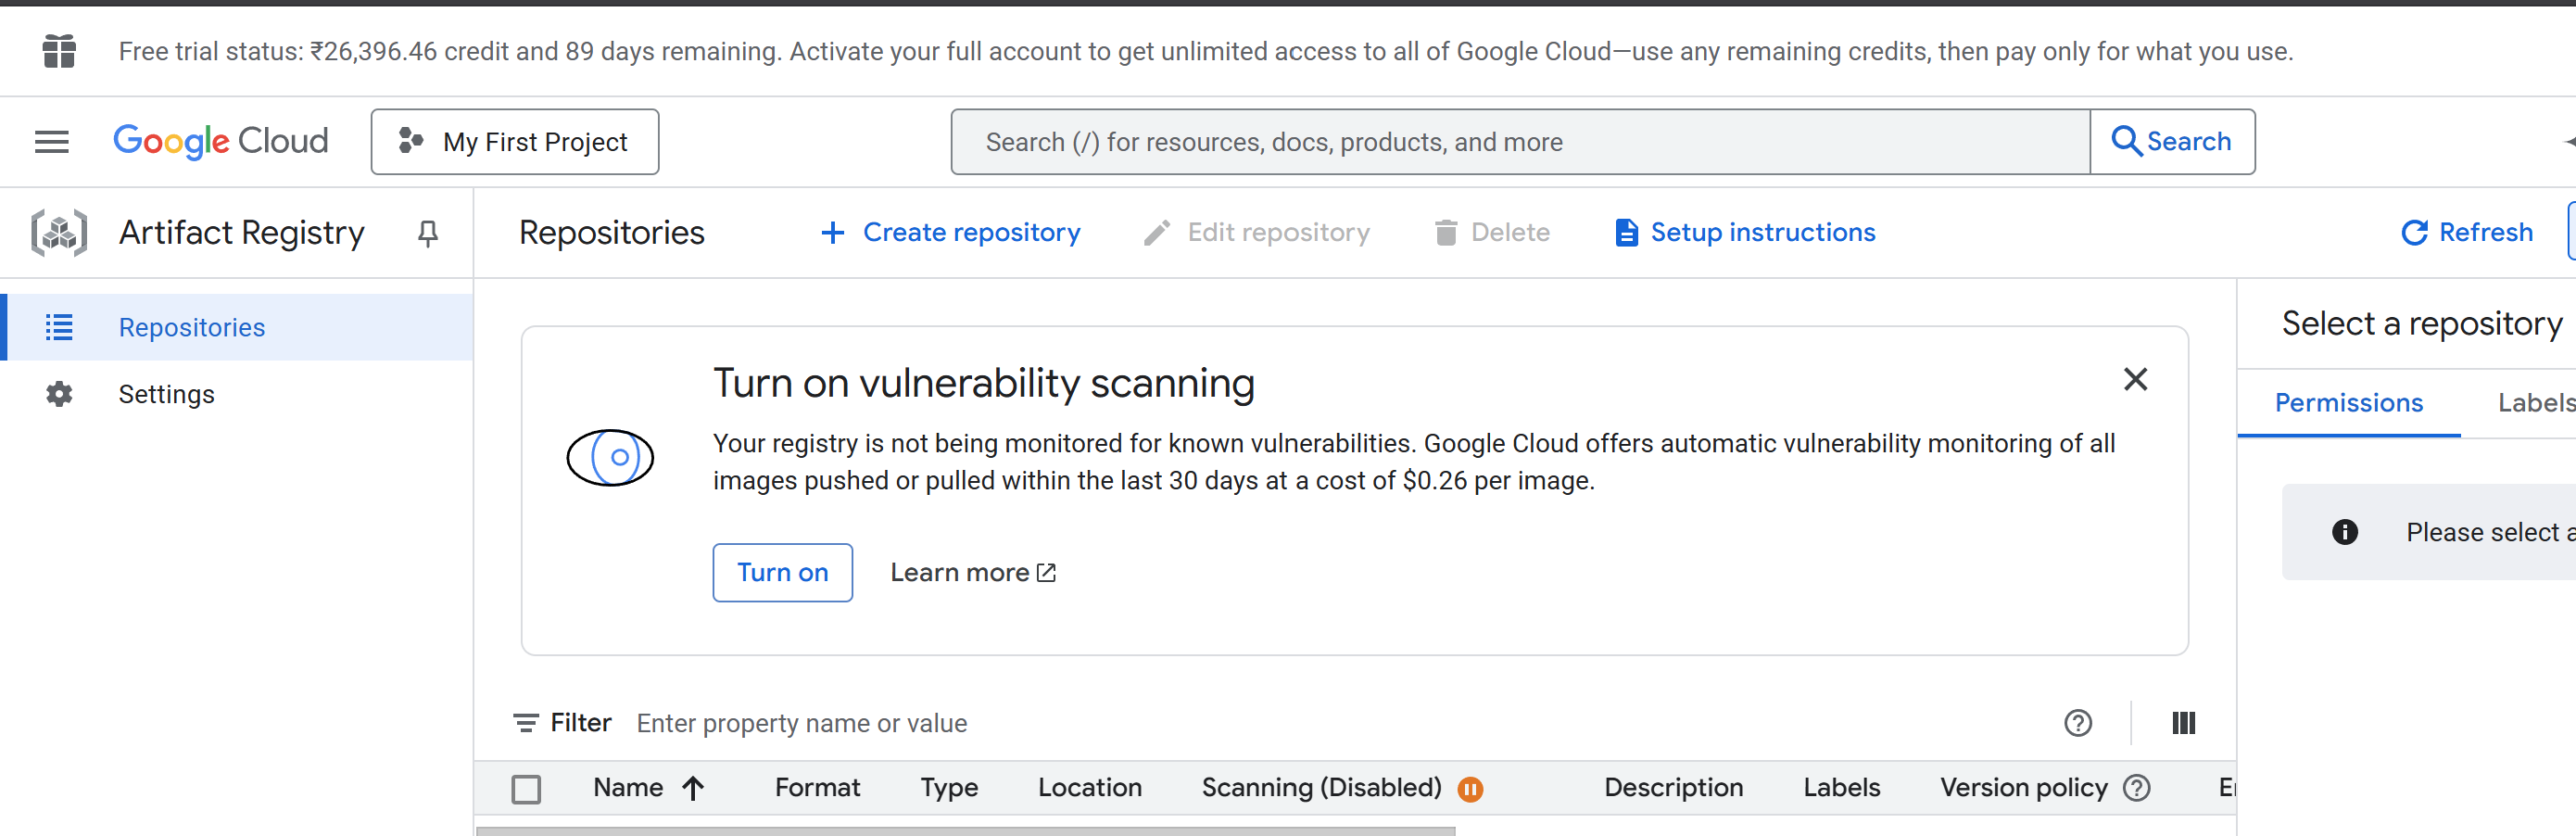 Free trial status: ₹26,396.46 credit and 89 days remaining. Activate your full account to get unlimited access to all of Google Cloud—use any remaining credits, then pay only for what you use.
Google Cloud
My First Project
Search (/) for resources, docs, products, and more
Search
Artifact Registry
Repositories
Create repository
Edit repository
Delete
Setup instructions
Refresh
Repositories
Settings
Turn on vulnerability scanning
Your registry is not being monitored for known vulnerabilities. Google Cloud offers automatic vulnerability monitoring of all
images pushed or pulled within the last 30 days at a cost of $0.26 per image.
Turn on
Learn more
Select a repository
Permissions
Labels
Please select a
Filter
Enter property name or value
Name
Format
Type
Location
Scanning (Disabled)
Description
Labels
Version policy